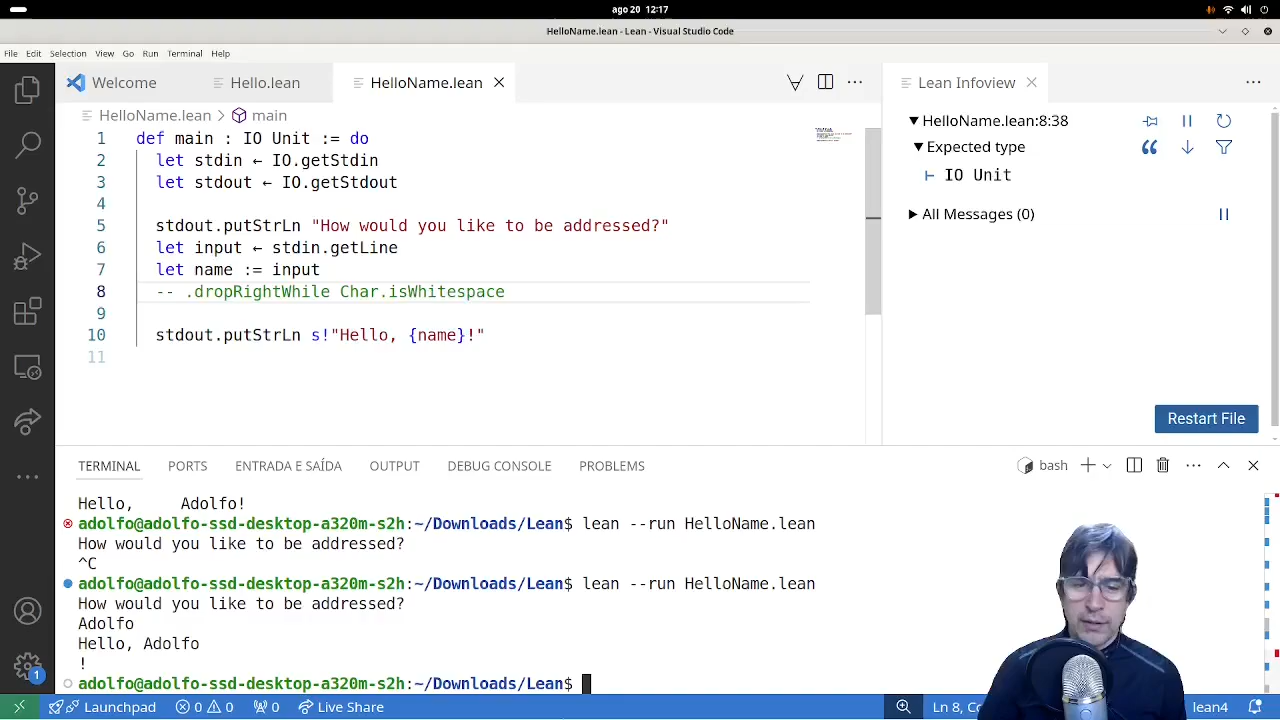 ago 20 12:17
HelloName.lean - Lean - Visual Studio Code
File Edit Selection View Go Run Terminal Help
Welcome
Hello.lean
HelloName.lean
HelloName.lean > main
1 def main : IO Unit := do
2 let stdin ← IO.getStdin
3 let stdout ← IO.getStdout
4
5 stdout.putStrLn "How would you like to be addressed?"
6 let input ← stdin.getLine
7 let name := input
8 -- .dropRightWhile Char.isWhitespace
9
10 stdout.putStrLn s!"Hello, {name}!"
11
Lean Infoview
HelloName.lean:8:38
Expected type
⊢ IO Unit
All Messages (0)
Restart File
TERMINAL PORTS ENTRADA E SAÍDA OUTPUT DEBUG CONSOLE PROBLEMS
bash
Hello,     Adolfo!
adolfo@adolfo-ssd-desktop-a320m-s2h:~/Downloads/Lean$ lean --run HelloName.lean
How would you like to be addressed?
^C
adolfo@adolfo-ssd-desktop-a320m-s2h:~/Downloads/Lean$ lean --run HelloName.lean
How would you like to be addressed?
Adolfo
Hello, Adolfo
!
adolfo@adolfo-ssd-desktop-a320m-s2h:~/Downloads/Lean$
1
Launchpad 0 0 0 Live Share
Ln 8, Co
lean4